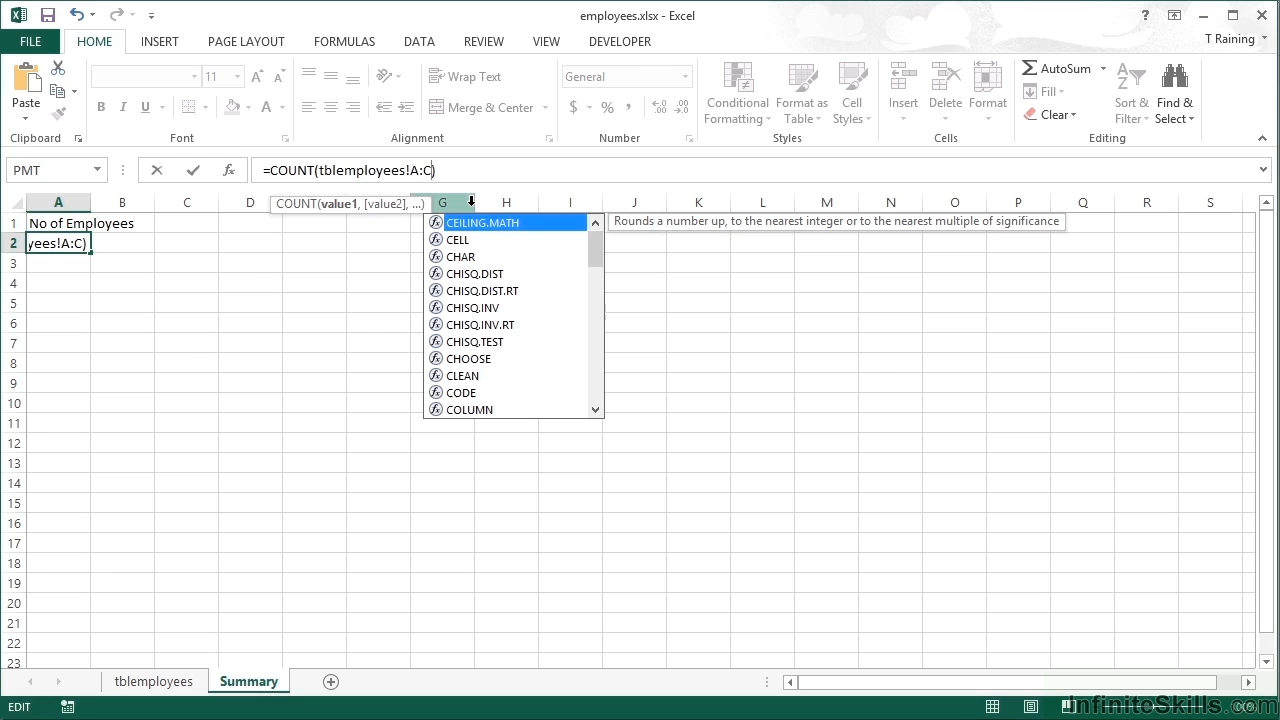 employees.xlsx - Excel
?
FILE HOME INSERT PAGE LAYOUT FORMULAS DATA REVIEW VIEW DEVELOPER T Raining
Paste
11 A A
B I U A
Wrap Text
Merge & Center
General
$ % ,
Conditional Formatting
Format as Table
Cell Styles
Insert Delete Format
AutoSum
Fill
Clear
Sort & Filter
Find & Select
Clipboard Font Alignment Number Styles Cells Editing
PMT fx =COUNT(tblemployees!A:C)
COUNT(value1, [value2], ...)
A B C D G H I J K L M N O P Q R S
1 No of Employees
2 yees!A:C)
CEILING.MATH Rounds a number up, to the nearest integer or to the nearest multiple of significance
CELL
CHAR
CHISQ.DIST
CHISQ.DIST.RT
CHISQ.INV
CHISQ.INV.RT
CHISQ.TEST
CHOOSE
CLEAN
CODE
COLUMN
3
4
5
6
7
8
9
10
11
12
13
14
15
16
17
18
19
20
21
22
23
tblemployees Summary
EDIT
InfiniteSkills.com
100%